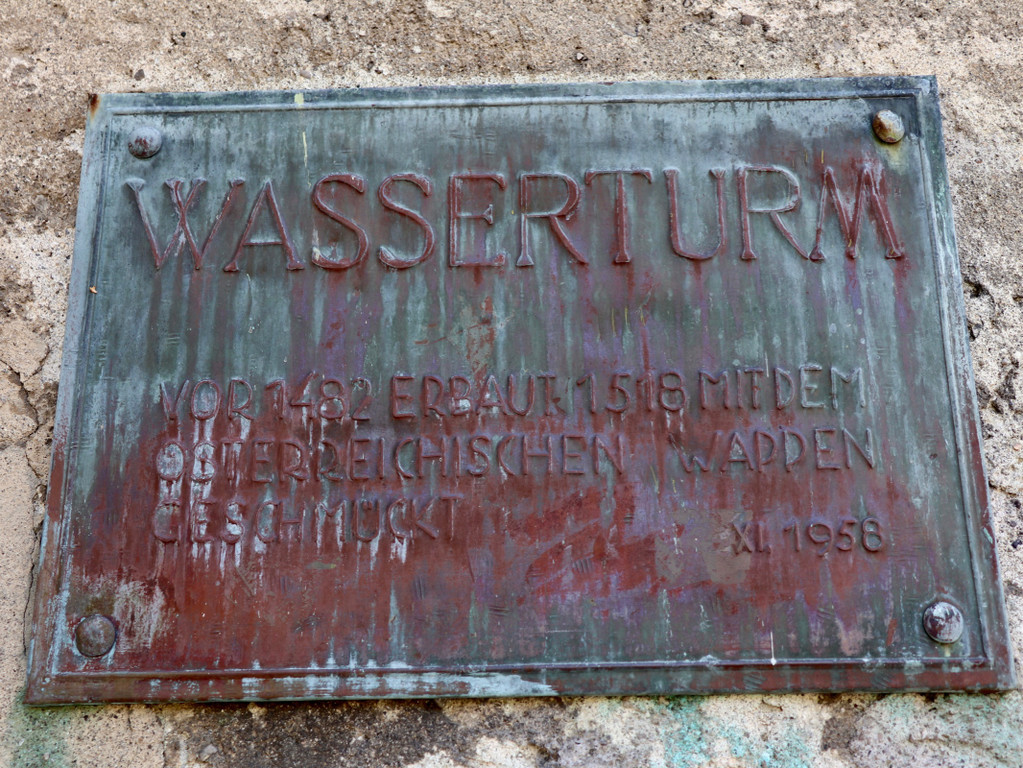 WASSERTURM
VOR 1482 ERBAUT. 1518 MIT DEM
ÖSTERREICHISCHEN WAPPEN
GESCHMÜCKT XI. 1958